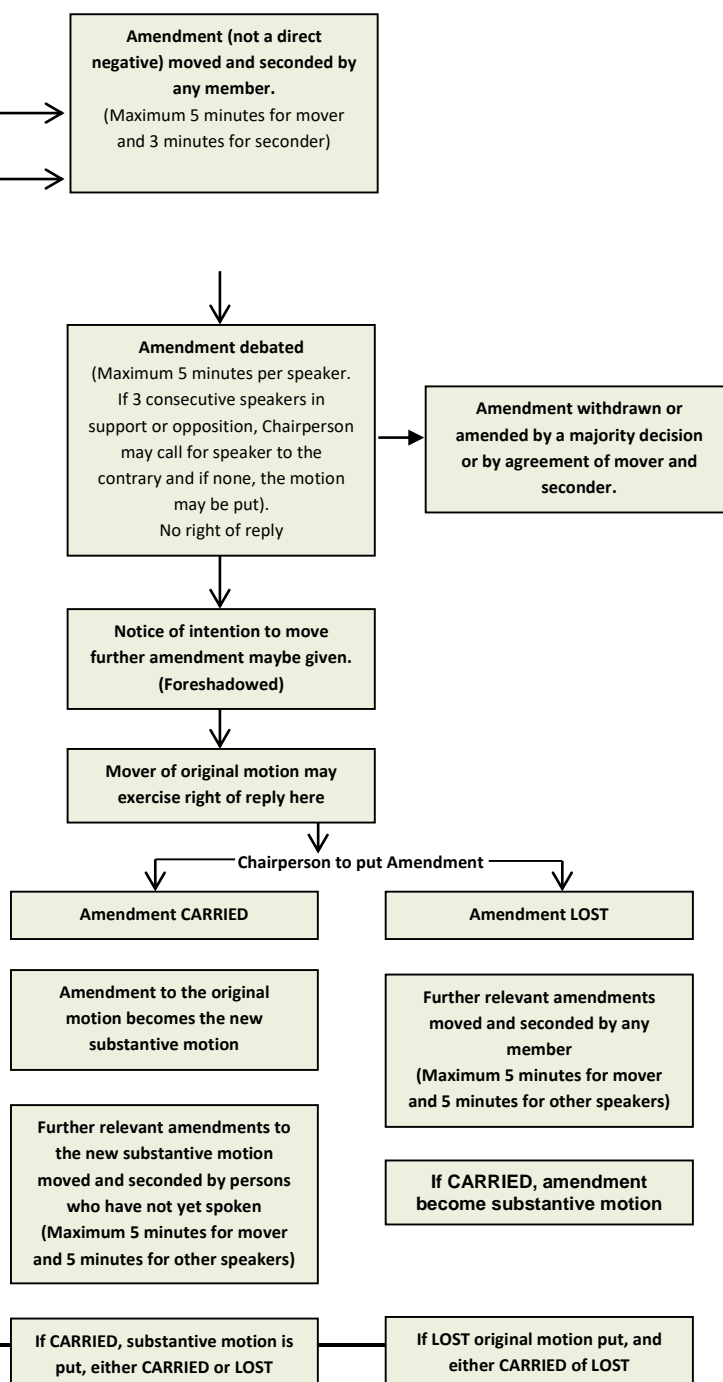 Amendment (not a direct
negative) moved and seconded by
any member.
(Maximum 5 minutes for mover
and 3 minutes for seconder)
Amendment debated
(Maximum 5 minutes per speaker.
If 3 consecutive speakers in
support or opposition, Chairperson
may call for speaker to the
contrary and if none, the motion
may be put).
No right of reply
Amendment withdrawn or
amended by a majority decision
or by agreement of mover and
seconder.
Notice of intention to move
further amendment maybe given.
(Foreshadowed)
Mover of original motion may
exercise right of reply here
Chairperson to put Amendment
Amendment CARRIED
Amendment to the original
motion becomes the new
substantive motion
Further relevant amendments to
the new substantive motion
moved and seconded by persons
who have not yet spoken
(Maximum 5 minutes for mover
and 5 minutes for other speakers)
If CARRIED, substantive motion is
put, either CARRIED or LOST
Amendment LOST
Further relevant amendments
moved and seconded by any
member
(Maximum 5 minutes for mover
and 5 minutes for other speakers)
If CARRIED, amendment
become substantive motion
If LOST original motion put, and
either CARRIED of LOST